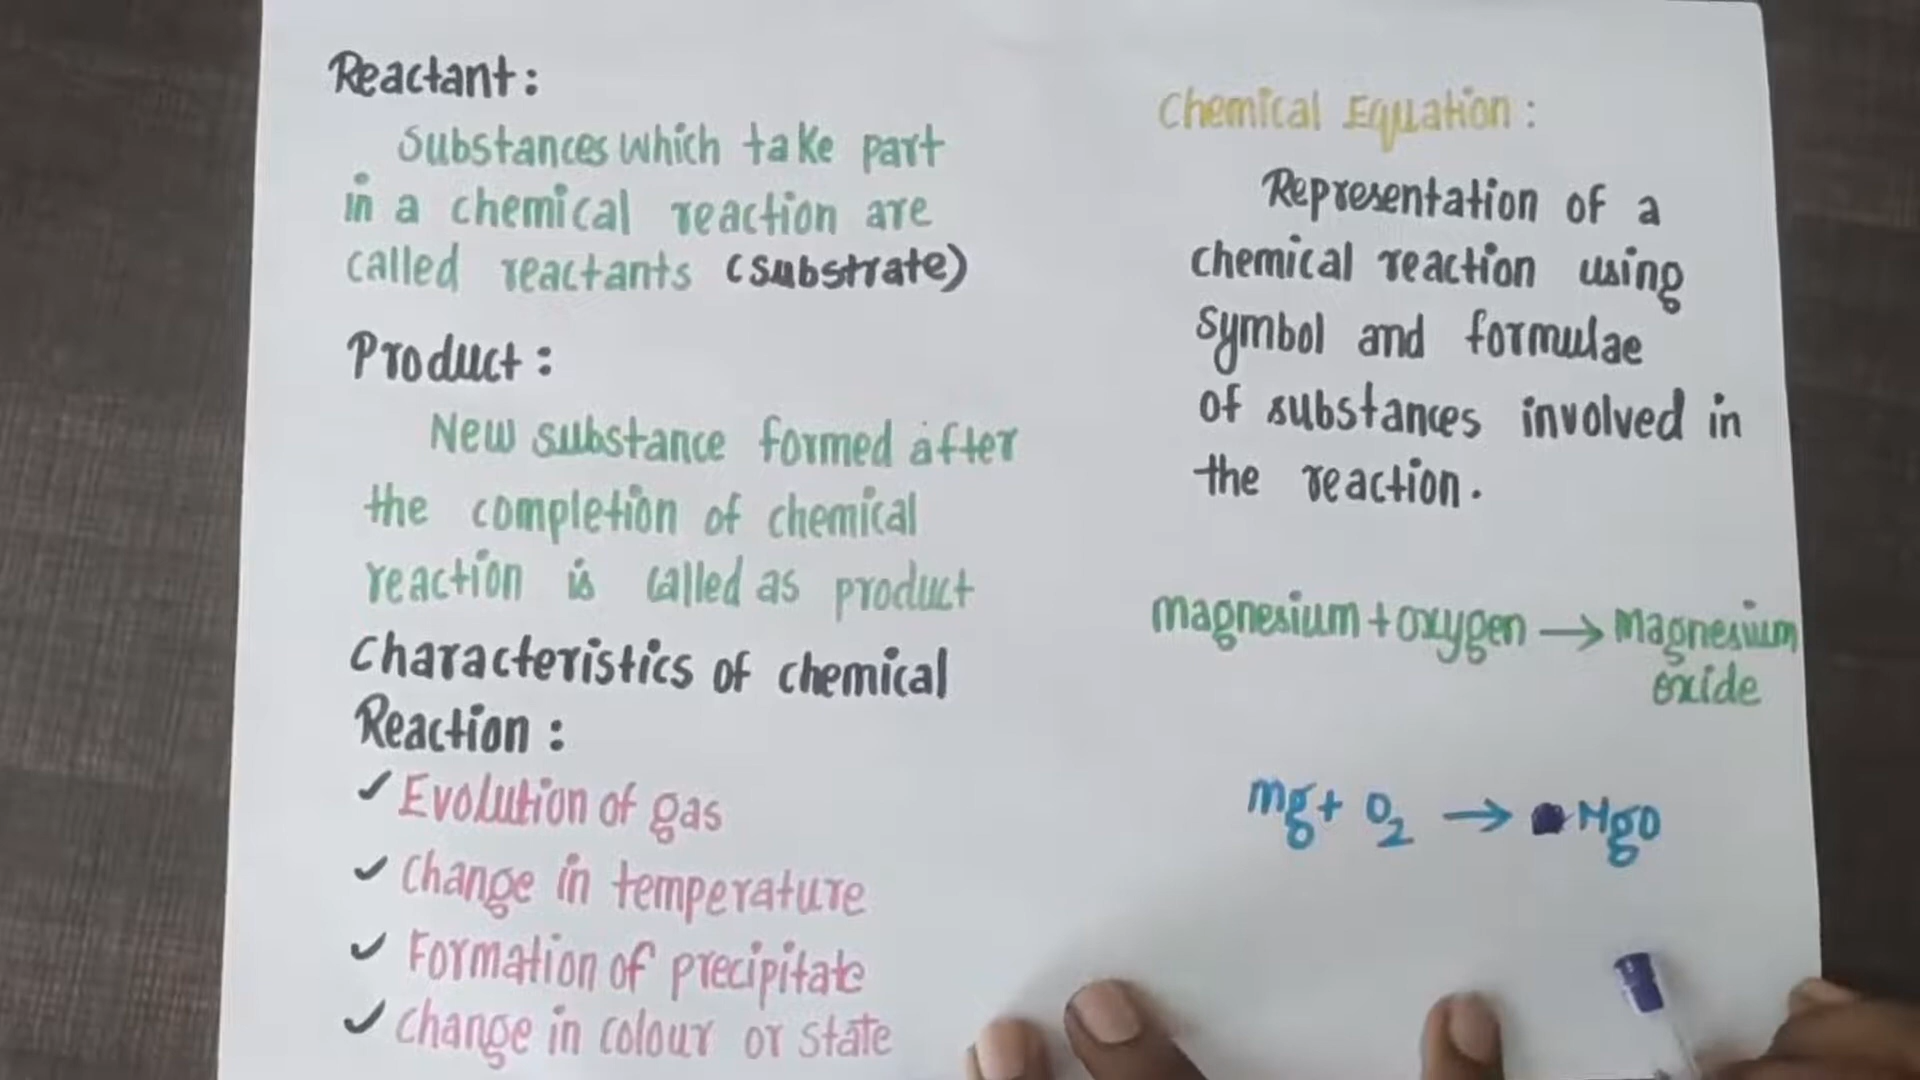 Reactant:
Substances which take part
in a chemical reaction are
called reactants (substrate)
Product:
New substance formed after
the completion of chemical
reaction is called as product
Characteristics of chemical
Reaction:
✓ Evolution of gas
✓ Change in temperature
✓ Formation of precipitate
✓ Change in colour or state
Chemical Equation:
Representation of a
chemical reaction using
symbol and formulae
of substances involved in
the reaction.
magnesium + oxygen → Magnesium
oxide
mg + O₂ → MgO